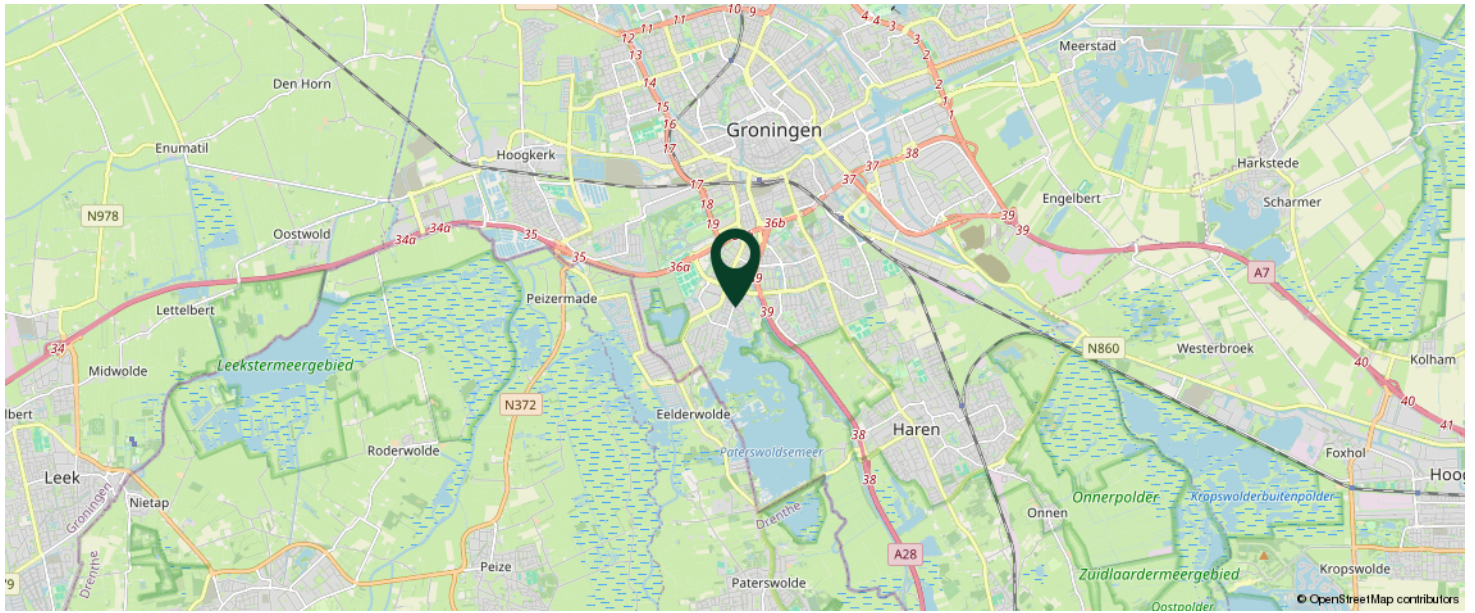 10
9
11
11
12
4
4
3
3
13
2
Meerstad
14
2
Den Horn
15
1
1
16
Groningen
17
Enumatil
Hoogkerk
38
37
Harkstede
17
37
Engelbert
Scharmer
18
39
N978
19
36b
39
Oostwold
34a
34a
35
35
36a
A7
9
Peizermade
Lettelbert
39
34
N860
Westerbroek
Kolham
Midwolde
Leekstermeergebied
40
N372
40
lbert
Eelderwolde
41
Haren
38
Roderwolde
Paterswoldsemeer
Foxhol
Leek
38
Hoog
Nietap
Onnerpolder
Kropswolderbuitenpolder
Groningen
Drenthe
Onnen
A28
Drenthe
Peize
Zuidlaardermeergebied
Kropswolde
79
Paterswolde
Oostpolder
© OpenStreetMap contributors